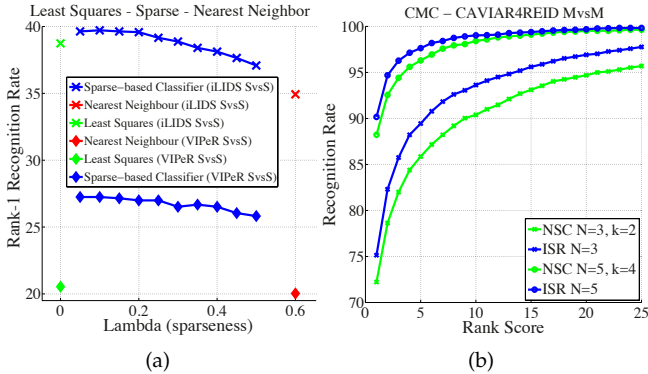 Least Squares - Sparse - Nearest Neighbor
40
35
30
25
20
Rank-1 Recognition Rate
Sparse-based Classifier (iLIDS SvsS)
Nearest Neighbour (iLIDS SvsS)
Least Squares (iLIDS SvsS)
Nearest Neighbour (VIPeR SvsS)
Least Squares (VIPeR SvsS)
Sparse-based Classifier (VIPeR SvsS)
0 0.2 0.4 0.6
Lambda (sparseness)
(a)
CMC - CAVIAR4REID MvsM
100
95
90
85
80
75
70
Recognition Rate
NSC N=3, k=2
ISR N=3
NSC N=5, k=4
ISR N=5
5 10 15 20 25
Rank Score
(b)